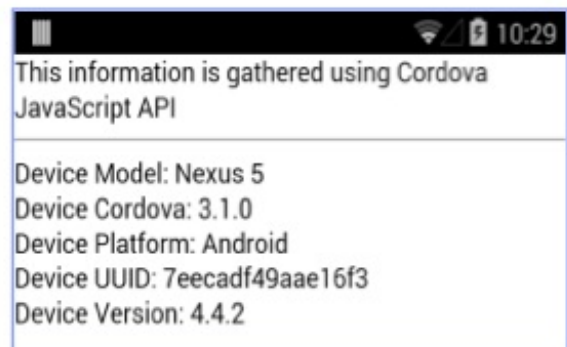 10:29
This information is gathered using Cordova
JavaScript API
Device Model: Nexus 5
Device Cordova: 3.1.0
Device Platform: Android
Device UUID: 7eecadf49aae16f3
Device Version: 4.4.2